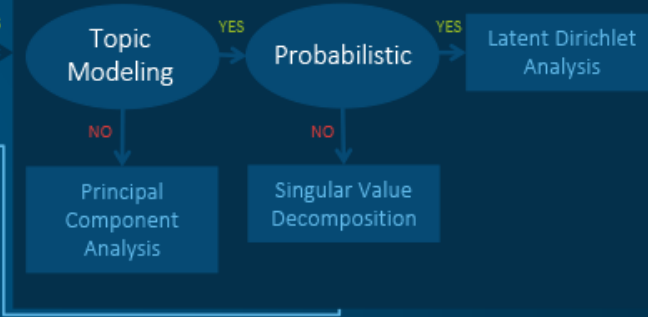 Topic
Modeling
YES
Probabilistic
YES
Latent Dirichlet
Analysis
NO
NO
Principal
Component
Analysis
Singular Value
Decomposition